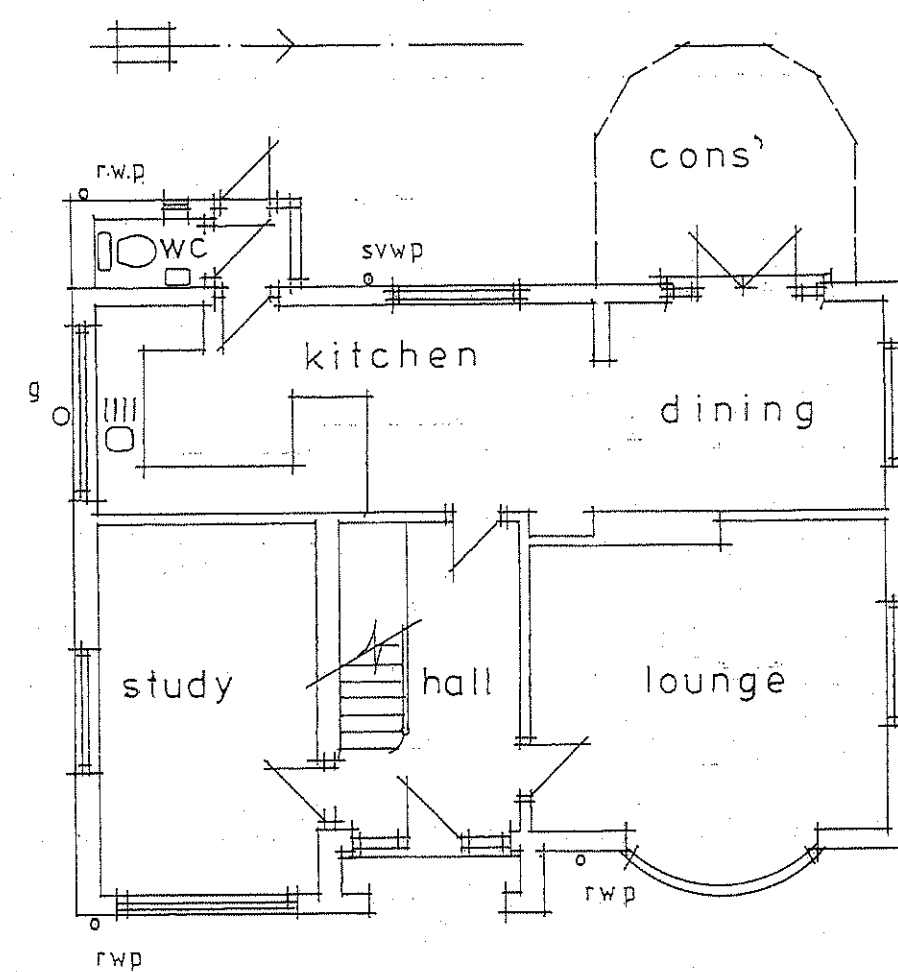 cons'
r.w.p
WC
svwp
kitchen
g
dining
study
hall
lounge
rwp
rwp